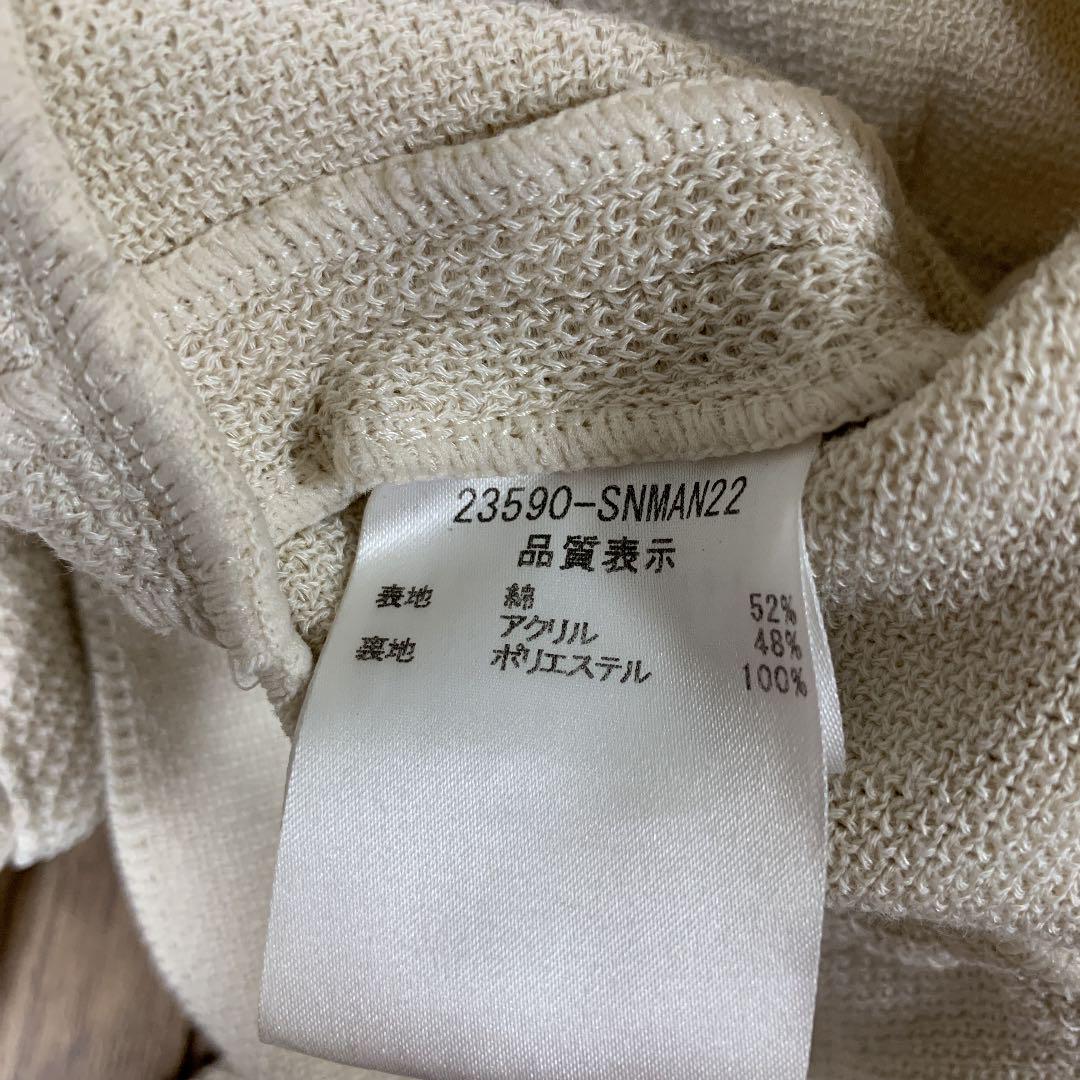 23590-SNMAN22
品質表示
表地 綿 52%
アクリル 48%
裏地 ポリエステル 100%